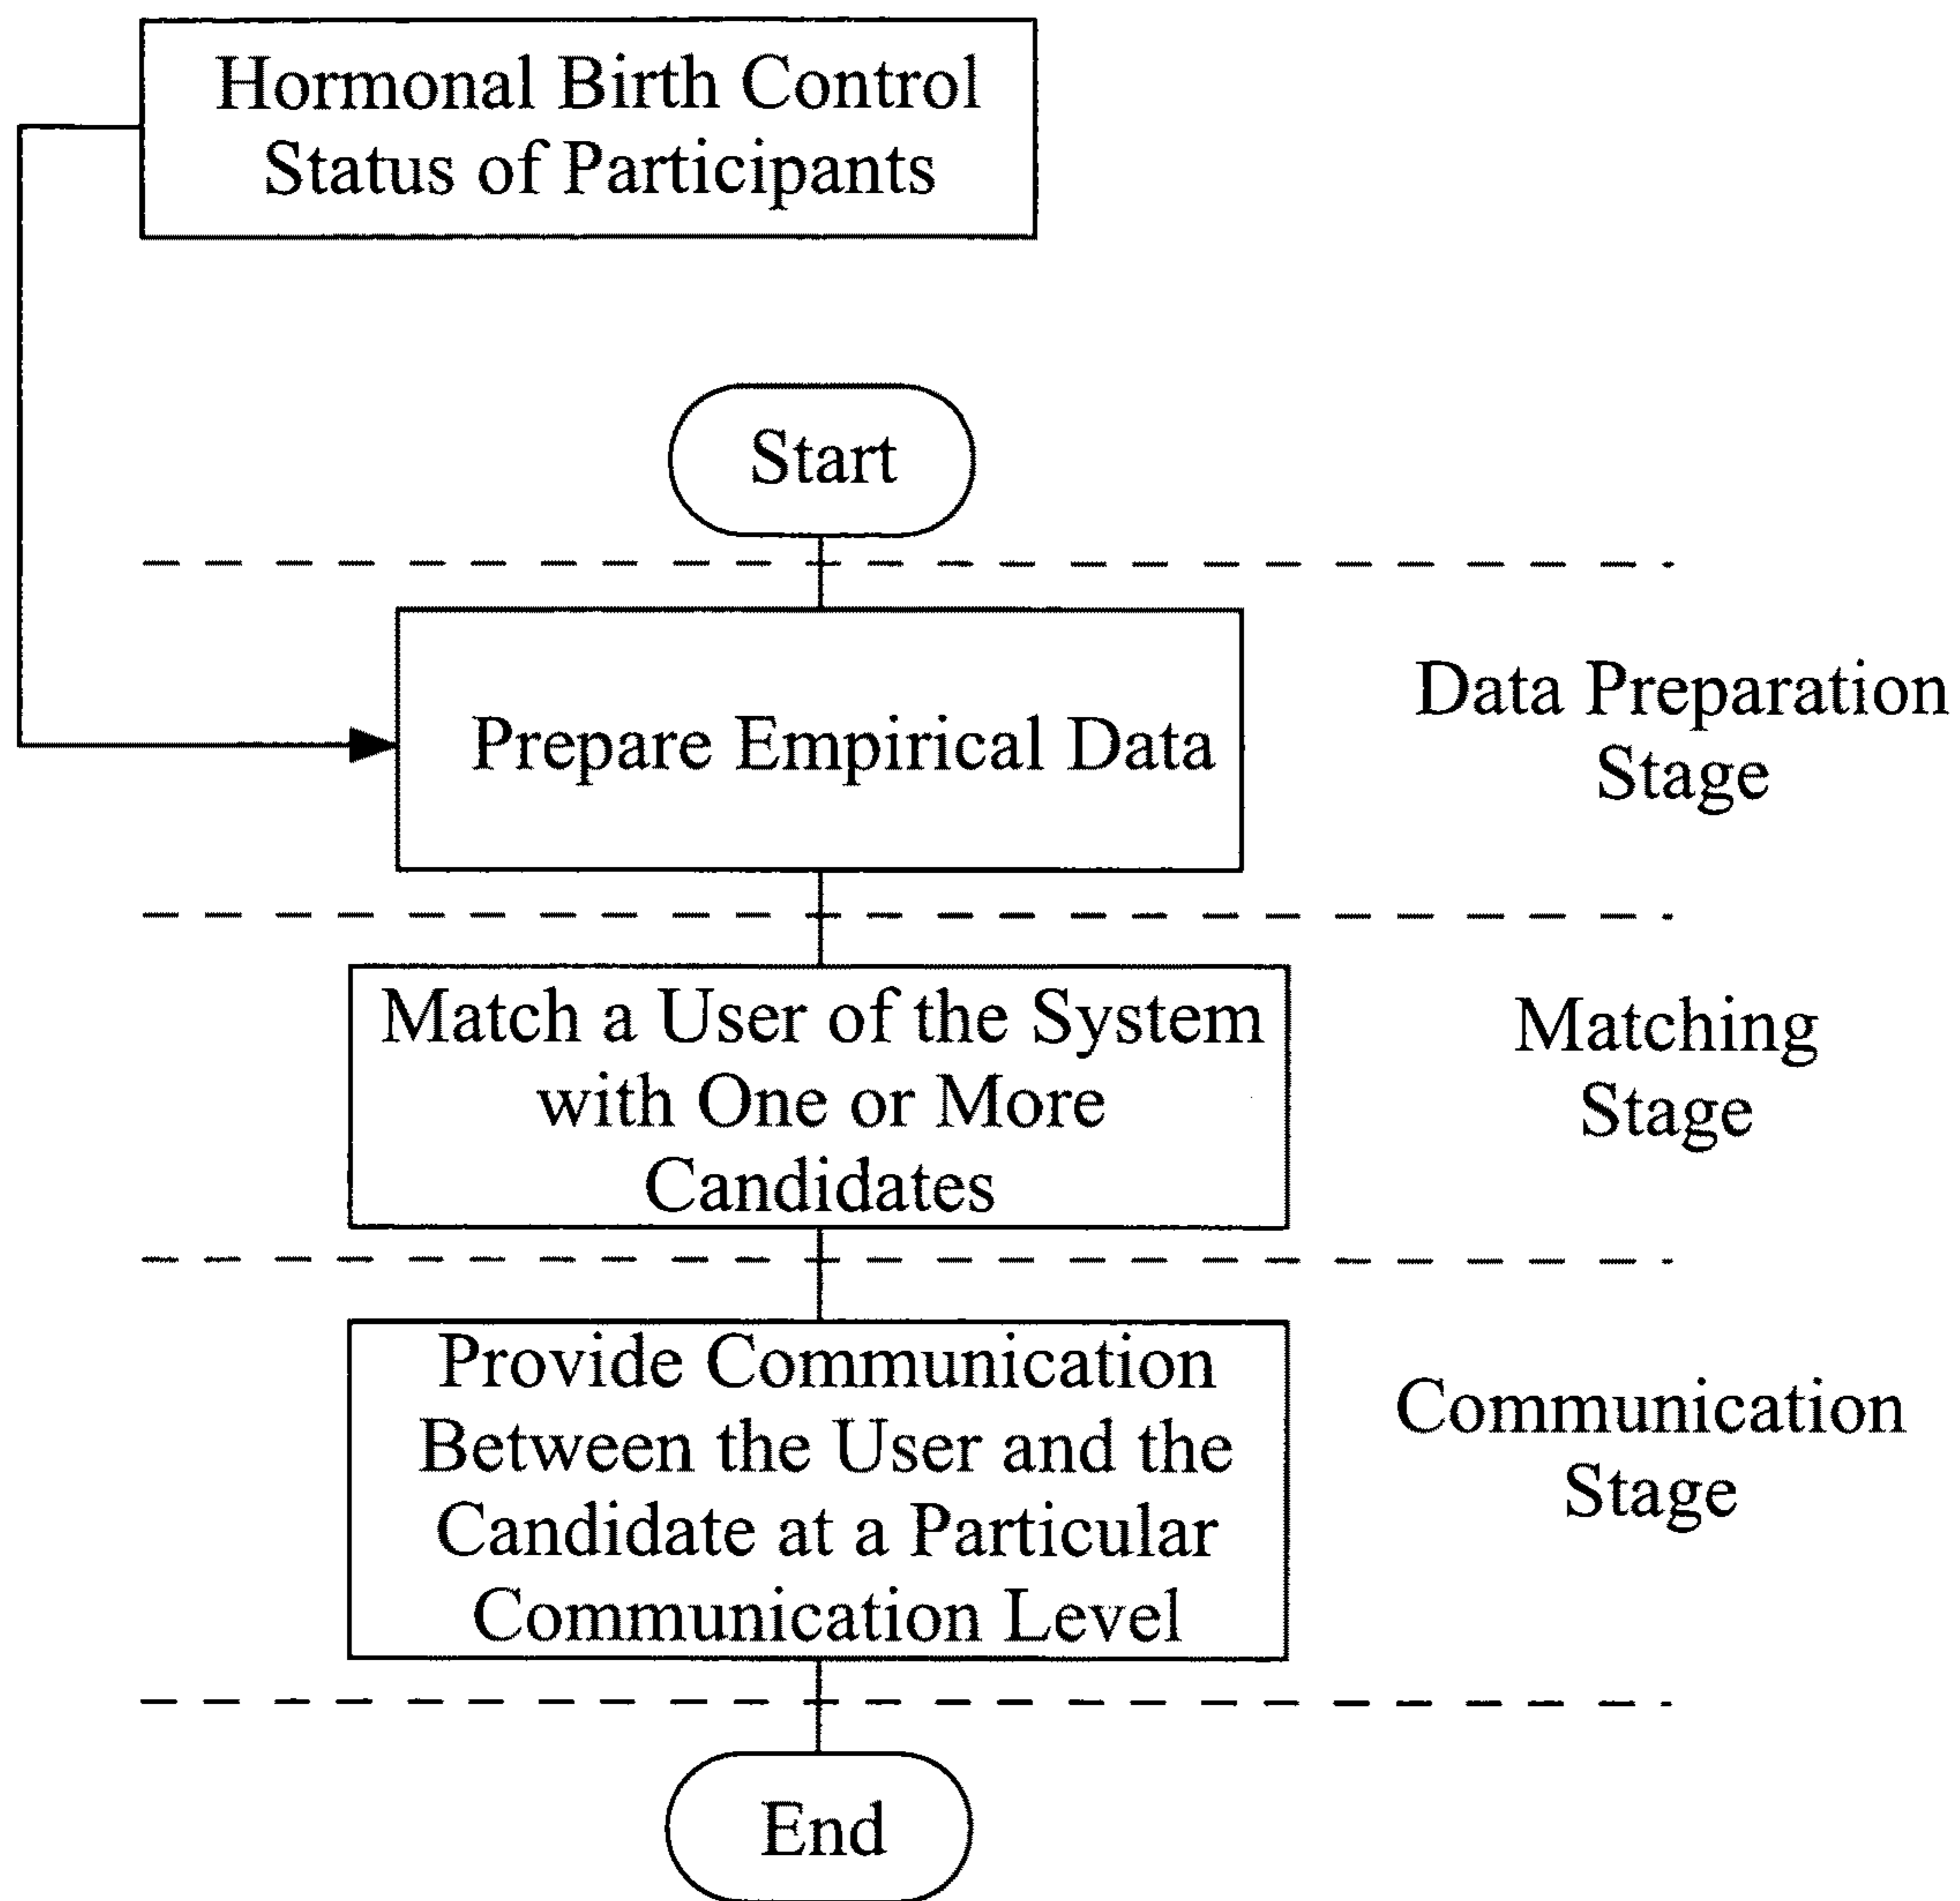 Hormonal Birth Control
Status of Participants
Start
Prepare Empirical Data
Data Preparation
Stage
Match a User of the System
with One or More
Candidates
Matching
Stage
Provide Communication
Between the User and the
Candidate at a Particular
Communication Level
Communication
Stage
End